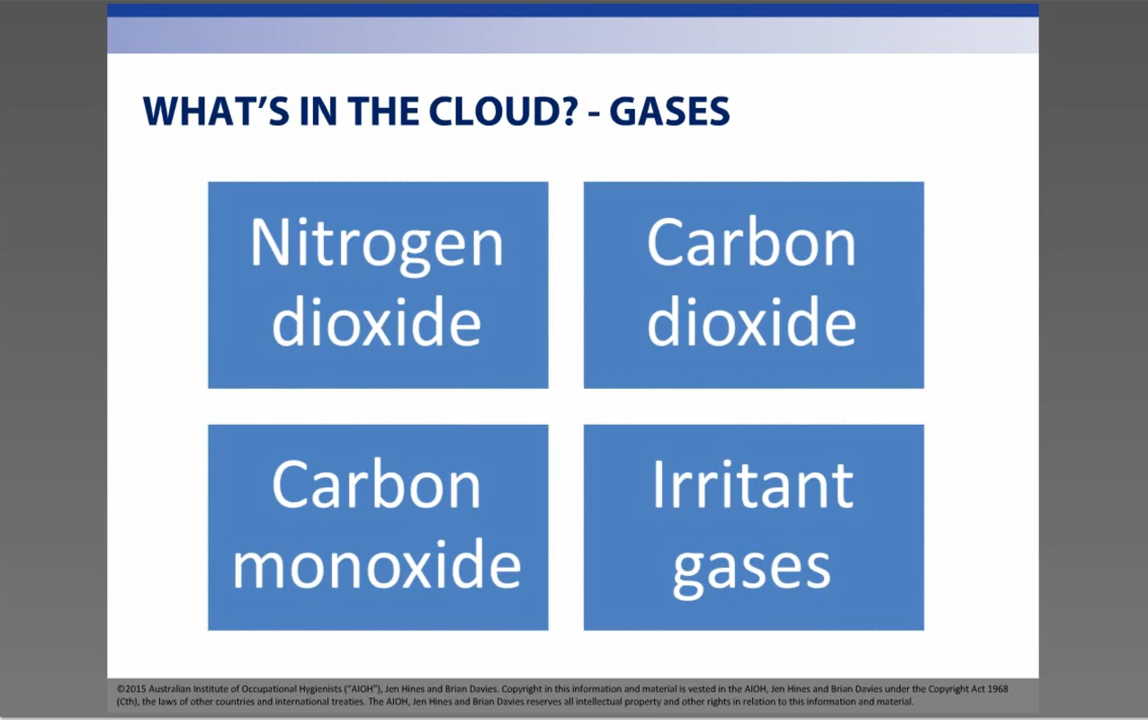 WHAT'S IN THE CLOUD? - GASES
Nitrogen
dioxide
Carbon
dioxide
Carbon
monoxide
Irritant
gases
©2015 Australian Institute of Occupational Hygienists ("AIOH"), Jen Hines and Brian Davies. Copyright in this information and material is vested in the AIOH, Jen Hines and Brian Davies under the Copyright Act 1968
(Cth), the laws of other countries and international treaties. The AIOH, Jen Hines and Brian Davies reserves all intellectual property and other rights in relation to this information and material.